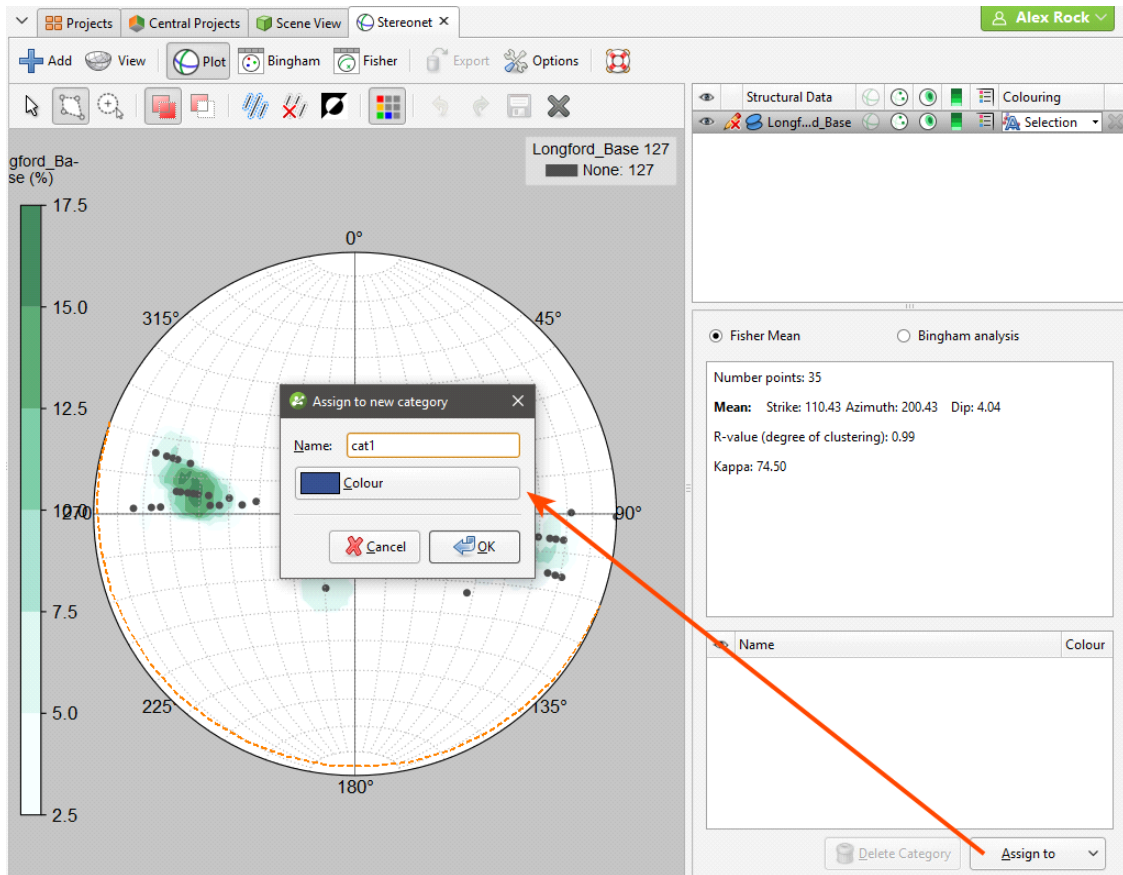 Projects Central Projects Scene View Stereonet Alex Rock
Add View Plot Bingham Fisher Export Options
Structural Data Colouring
Longf...d_Base Selection
gford_Ba-
se (%)
Longford_Base 127
None: 127
17.5
15.0
12.5
10.0
7.5
5.0
2.5
0°
45°
90°
135°
180°
225°
270
315°
Assign to new category
Name: cat1
Colour
Cancel OK
Fisher Mean Bingham analysis
Number points: 35
Mean: Strike: 110.43 Azimuth: 200.43 Dip: 4.04
R-value (degree of clustering): 0.99
Kappa: 74.50
Name Colour
Delete Category Assign to